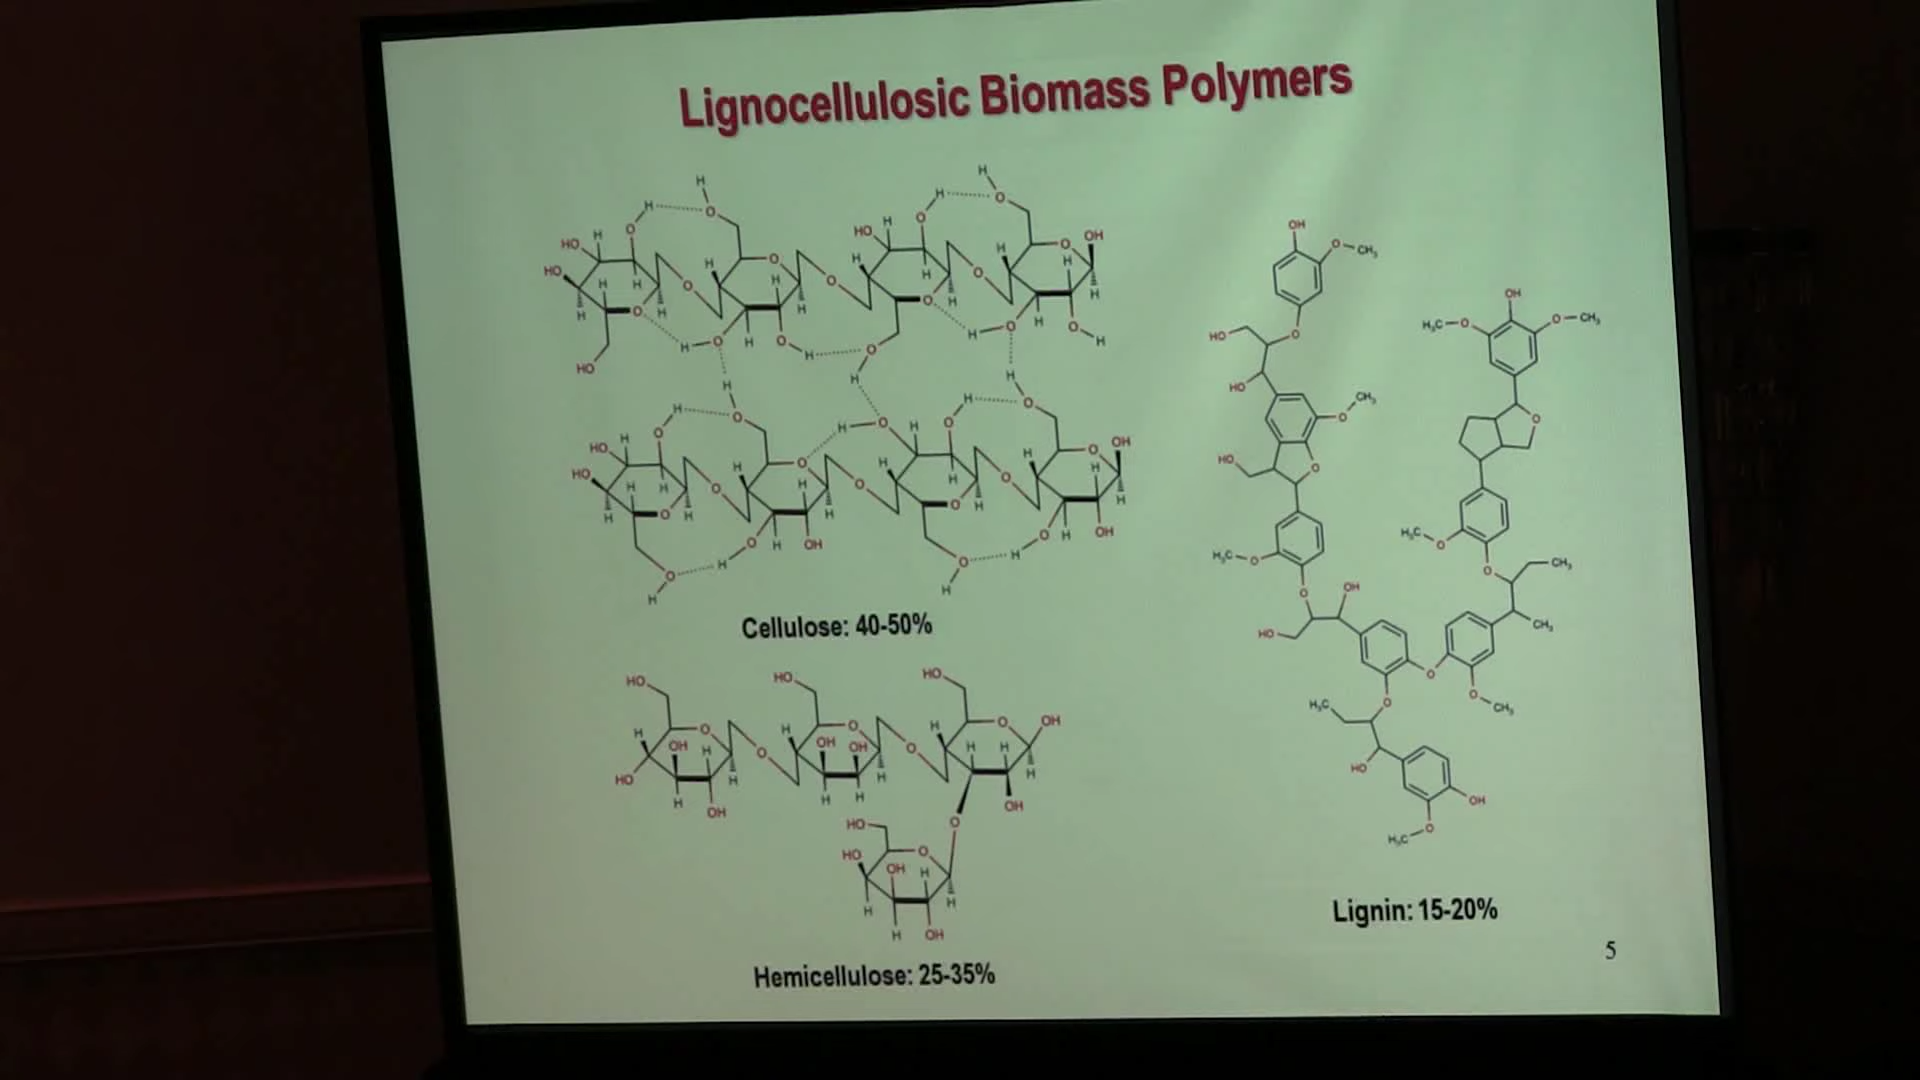 Lignocellulosic Biomass Polymers
Cellulose: 40-50%
Hemicellulose: 25-35%
Lignin: 15-20%
5